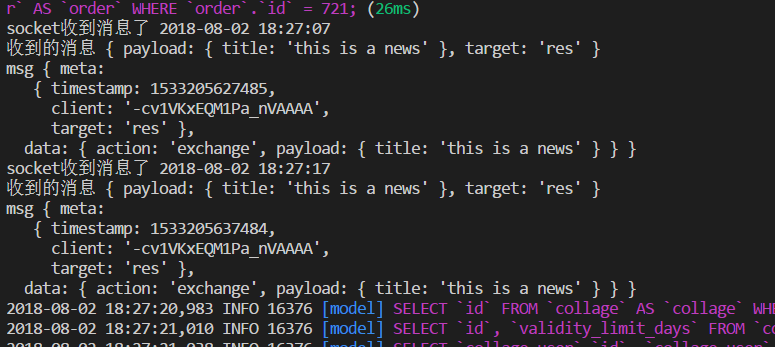 r` AS `order` WHERE `order`.`id` = 721; (26ms)
socket收到消息了 2018-08-02 18:27:07
收到的消息 { payload: { title: 'this is a news' }, target: 'res' }
msg { meta:
{ timestamp: 1533205627485,
client: '-cv1VKxEQM1Pa_nVAAAA',
target: 'res' },
data: { action: 'exchange', payload: { title: 'this is a news' } } }
socket收到消息了 2018-08-02 18:27:17
收到的消息 { payload: { title: 'this is a news' }, target: 'res' }
msg { meta:
{ timestamp: 1533205637484,
client: '-cv1VKxEQM1Pa_nVAAAA',
target: 'res' },
data: { action: 'exchange', payload: { title: 'this is a news' } } }
2018-08-02 18:27:20,983 INFO 16376 [model] SELECT `id` FROM `collage` AS `collage` WHE
2018-08-02 18:27:21,010 INFO 16376 [model] SELECT `id`, `validity_limit_days` FROM `co